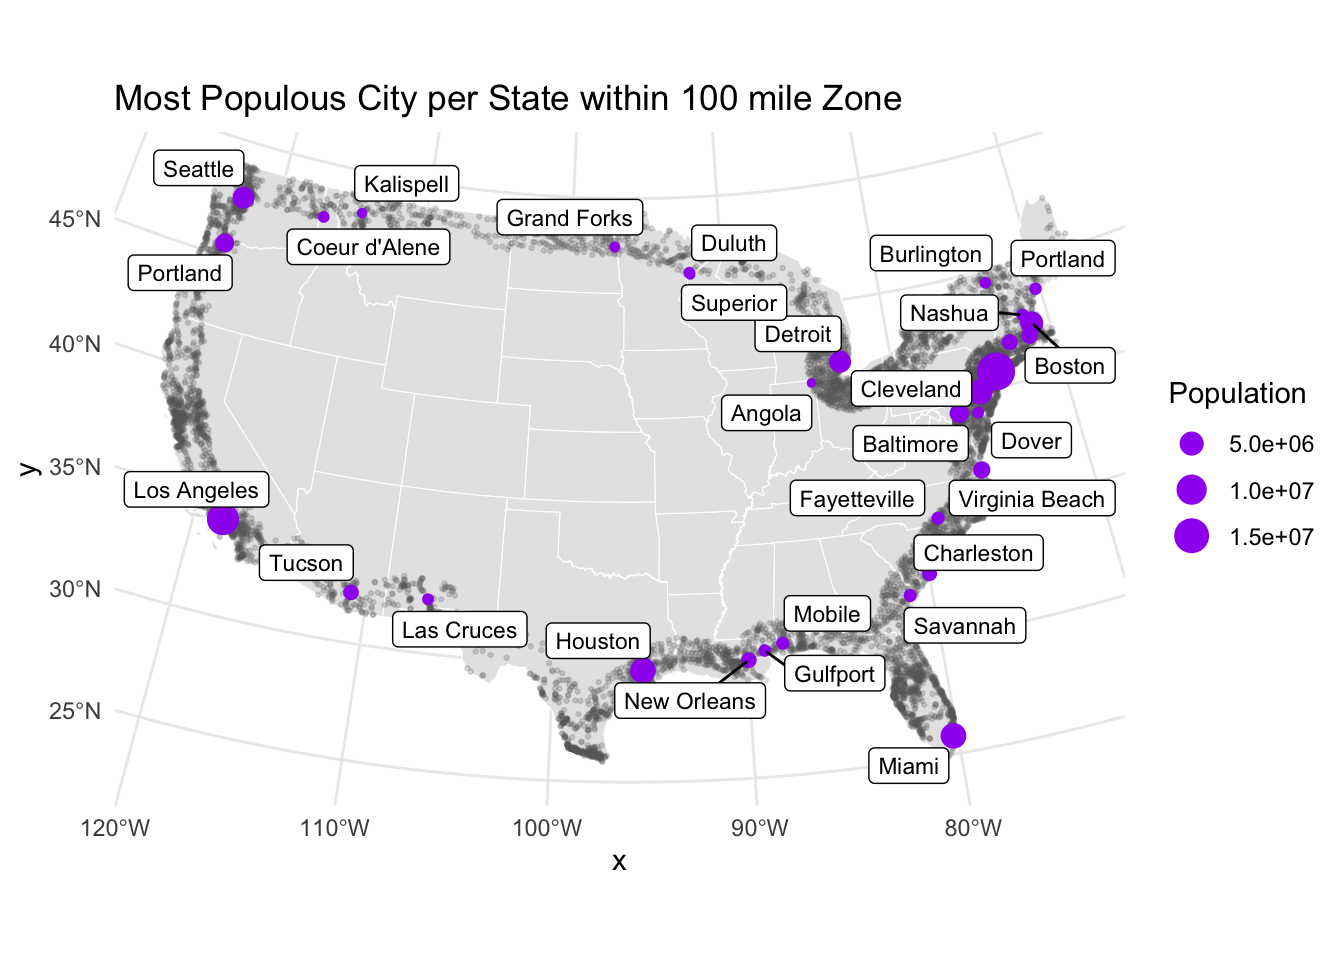 Most Populous City per State within 100 mile Zone
Seattle
Kalispell
45°N
Grand Forks
Coeur d'Alene
Duluth
Burlington
Portland
Portland
Superior
Nashua
Detroit
40°N
Boston
Cleveland
Angola
Baltimore
Dover
35°N
y
Los Angeles
Fayetteville
Virginia Beach
Charleston
Tucson
30°N
Mobile
Las Cruces
Savannah
Houston
Gulfport
New Orleans
25°N
Miami
120°W 110°W 100°W 90°W 80°W
x
Population
5.0e+06
1.0e+07
1.5e+07